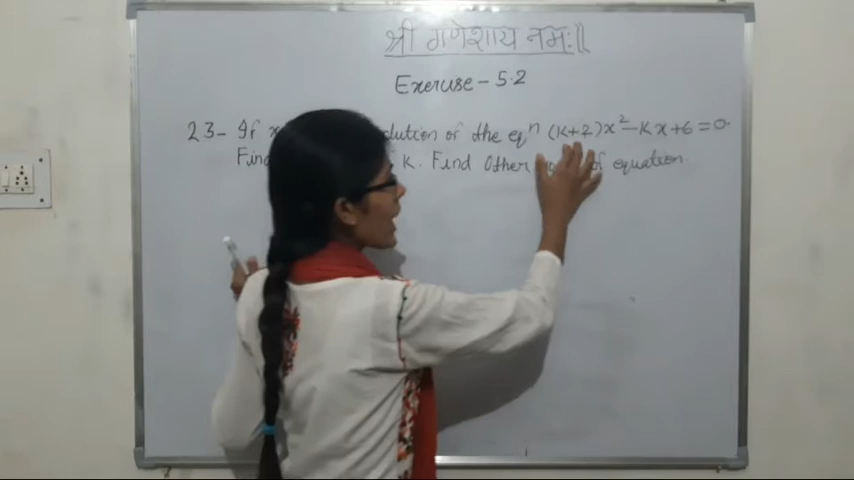 श्री गणेशाय नमः॥
Exercise - 5.2
23- If x solution of the eqⁿ (K+2)x² - Kx + 6 = 0.
Find K. Find Other of equation.